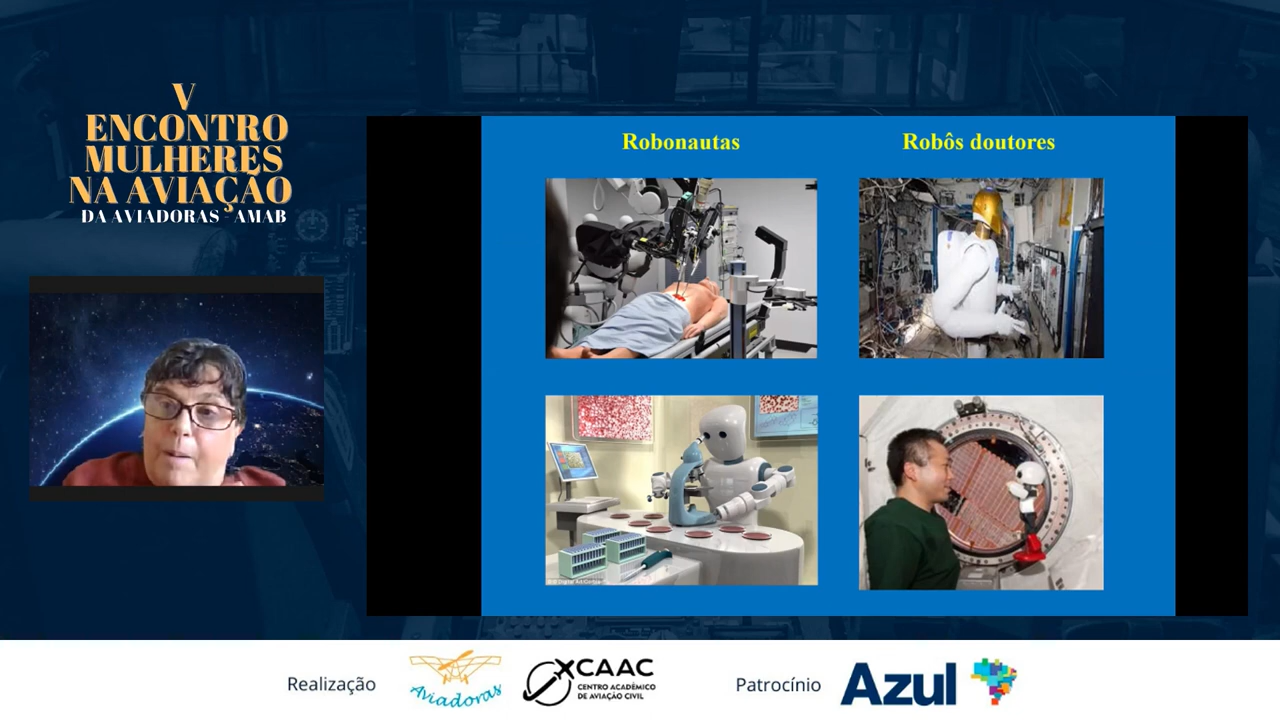 V
ENCONTRO
MULHERES
NA AVIAÇÃO
DA AVIADORAS - AMAB
Robonautas
Robôs doutores
Realização
Aviadoras
CAAC
CENTRO ACADÊMICO
DE AVIAÇÃO CIVIL
Patrocínio
Azul